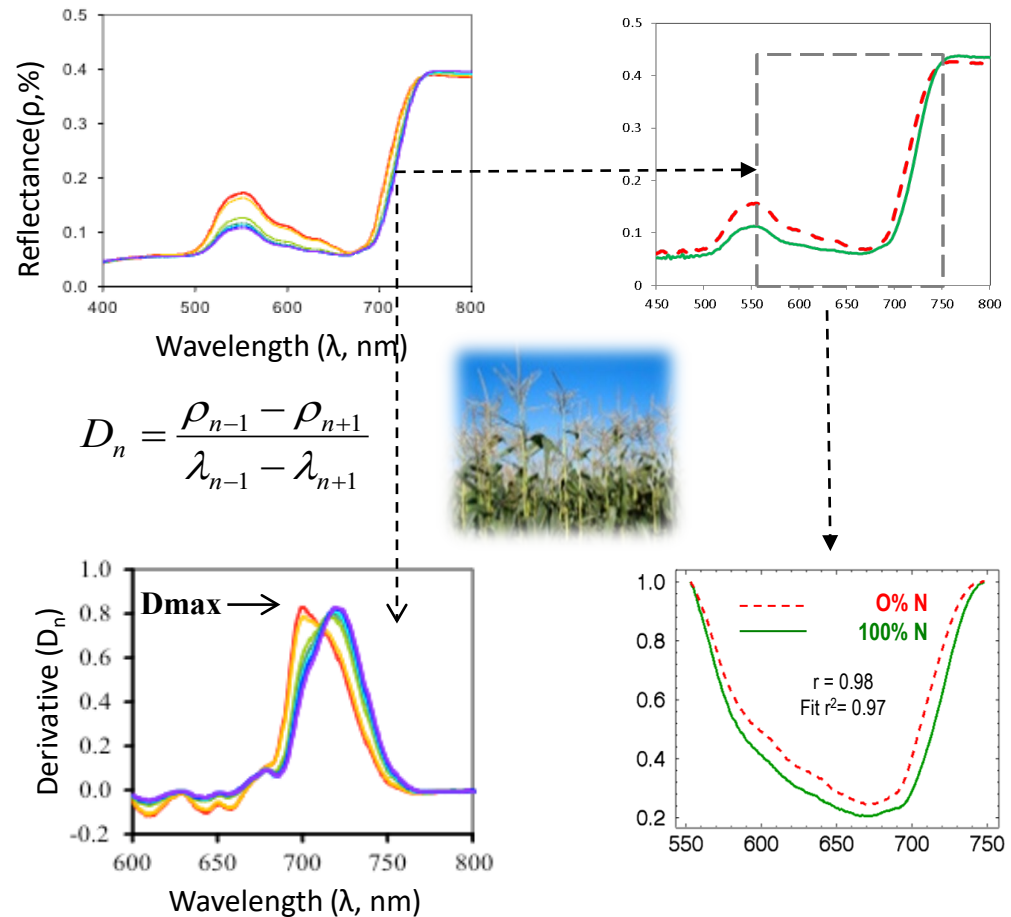 0.5
0.4
0.3
0.2
0.1
0.0
Reflectance(ρ,%)
400 500 600 700 800
Wavelength (λ, nm)
0.5
0.4
0.3
0.2
0.1
0
450 500 550 600 650 700 750 800
D_n = (ρ_{n-1} − ρ_{n+1}) / (λ_{n-1} − λ_{n+1})
1.0
0.8
0.6
0.4
0.2
0.0
-0.2
Derivative (D_n)
Dmax
600 650 700 750 800
Wavelength (λ, nm)
1.0
0.8
0.6
0.4
0.2
O% N
100% N
r = 0.98
Fit r²= 0.97
550 600 650 700 750